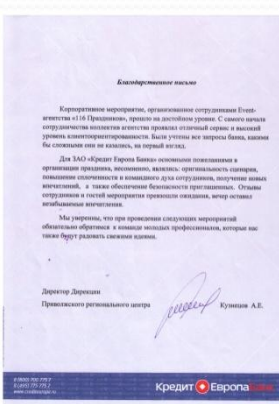 Благодарственное письмо
Корпоративное мероприятие, организованное сотрудниками Event-
агентства «116 Праздников», прошло на достойном уровне. С самого начала
сотрудничества коллектив агентства проявлял отличный сервис и высокий
уровень клиентоориентированности. Были учтены все запросы банка, какими
бы сложными они не казались, на первый взгляд.
Для ЗАО «Кредит Европа Банка» основными пожеланиями в
организации праздника, несомненно, являлись: оригинальность сценария,
повышение сплоченности и командного духа сотрудников, получение новых
впечатлений, а также обеспечение безопасности приглашенных. Отзывы
сотрудников и гостей мероприятия превзошли ожидания, вечер оставил
незабываемые впечатления.
Мы уверенны, что при проведении следующих мероприятий
обязательно обратимся к команде молодых профессионалов, которые нас
также будут радовать свежими идеями.
Директор Дирекции
Приволжского регионального центра Кузнецов А.Е.
Кредит Европа Банк